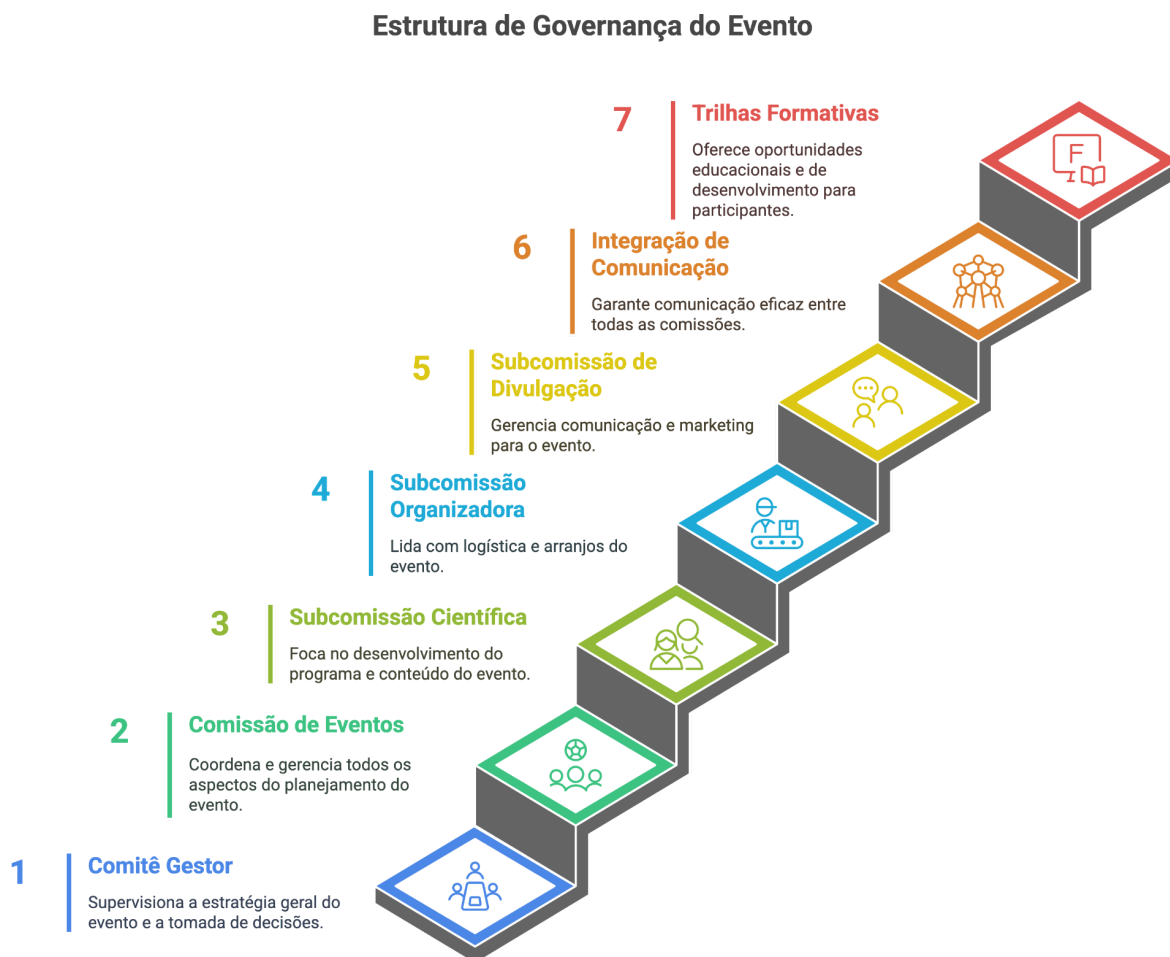 Estrutura de Governança do Evento
7
Trilhas Formativas
Oferece oportunidades
educacionais e de
desenvolvimento para
participantes.
F
6
Integração de
Comunicação
Garante comunicação eficaz entre
todas as comissões.
5
Subcomissão de
Divulgação
Gerencia comunicação e marketing
para o evento.
4
Subcomissão
Organizadora
Lida com logística e arranjos do
evento.
3
Subcomissão Científica
Foca no desenvolvimento do
programa e conteúdo do evento.
2
Comissão de Eventos
Coordena e gerencia todos os
aspectos do planejamento do
evento.
1
Comitê Gestor
Supervisiona a estratégia geral do
evento e a tomada de decisões.